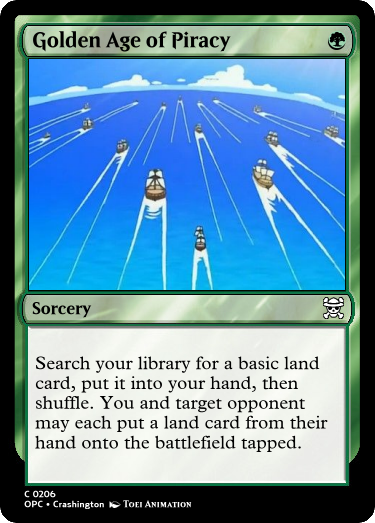 Golden Age of Piracy
Sorcery
Search your library for a basic land
card, put it into your hand, then
shuffle. You and target opponent
may each put a land card from their
hand onto the battlefield tapped.
C 0206
OPC • Crashington Toei Animation